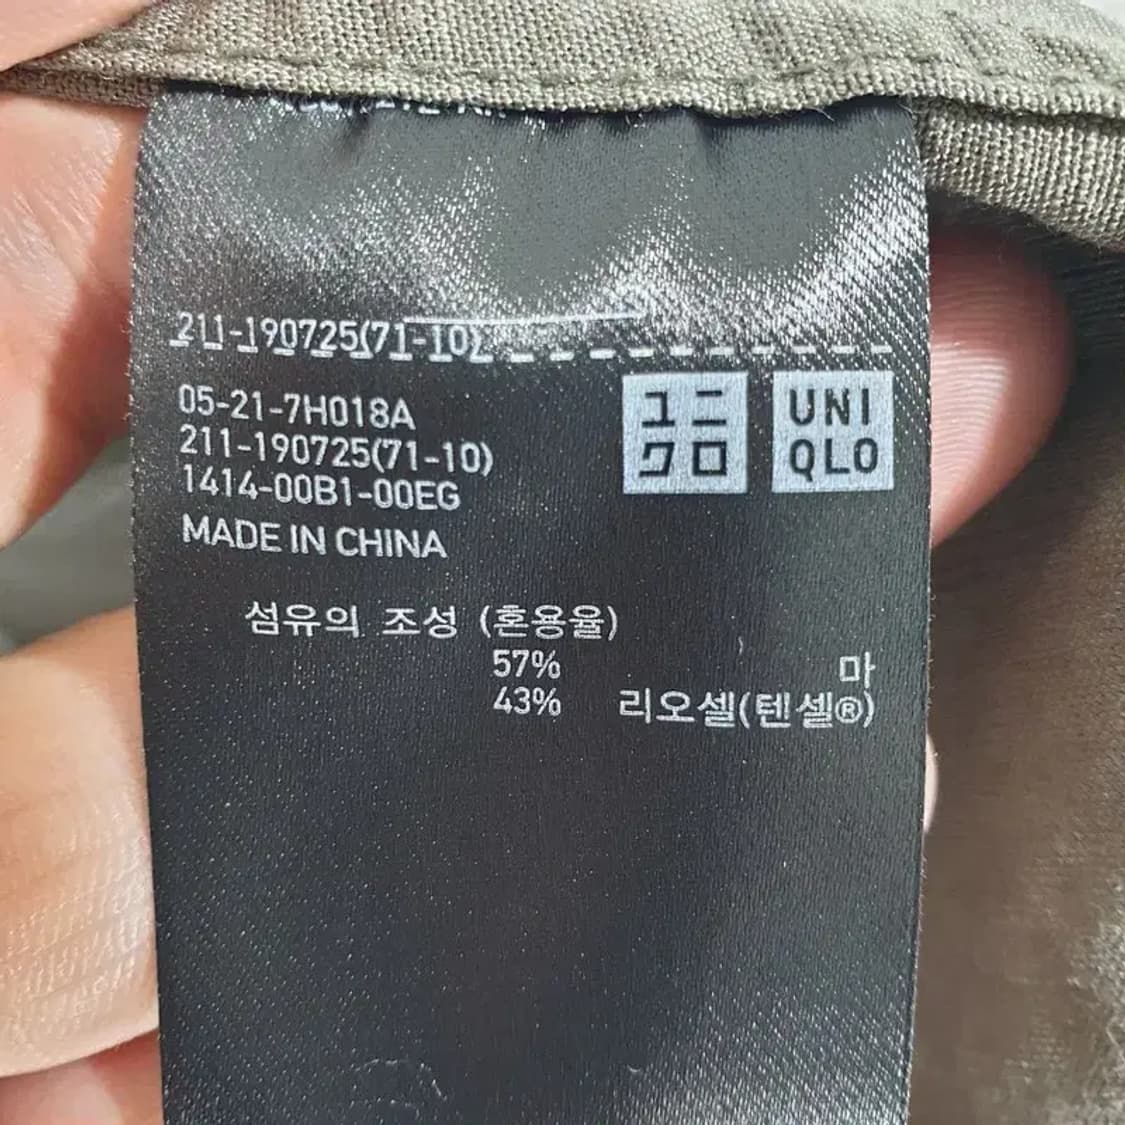 211-190725(71-10)
05-21-7H018A
211-190725(71-10)
1414-00B1-00EG
MADE IN CHINA
ユニ
クロ
UNI
QLO
섬유의 조성 (혼용율)
57% 마
43% 리오셀(텐셀®)